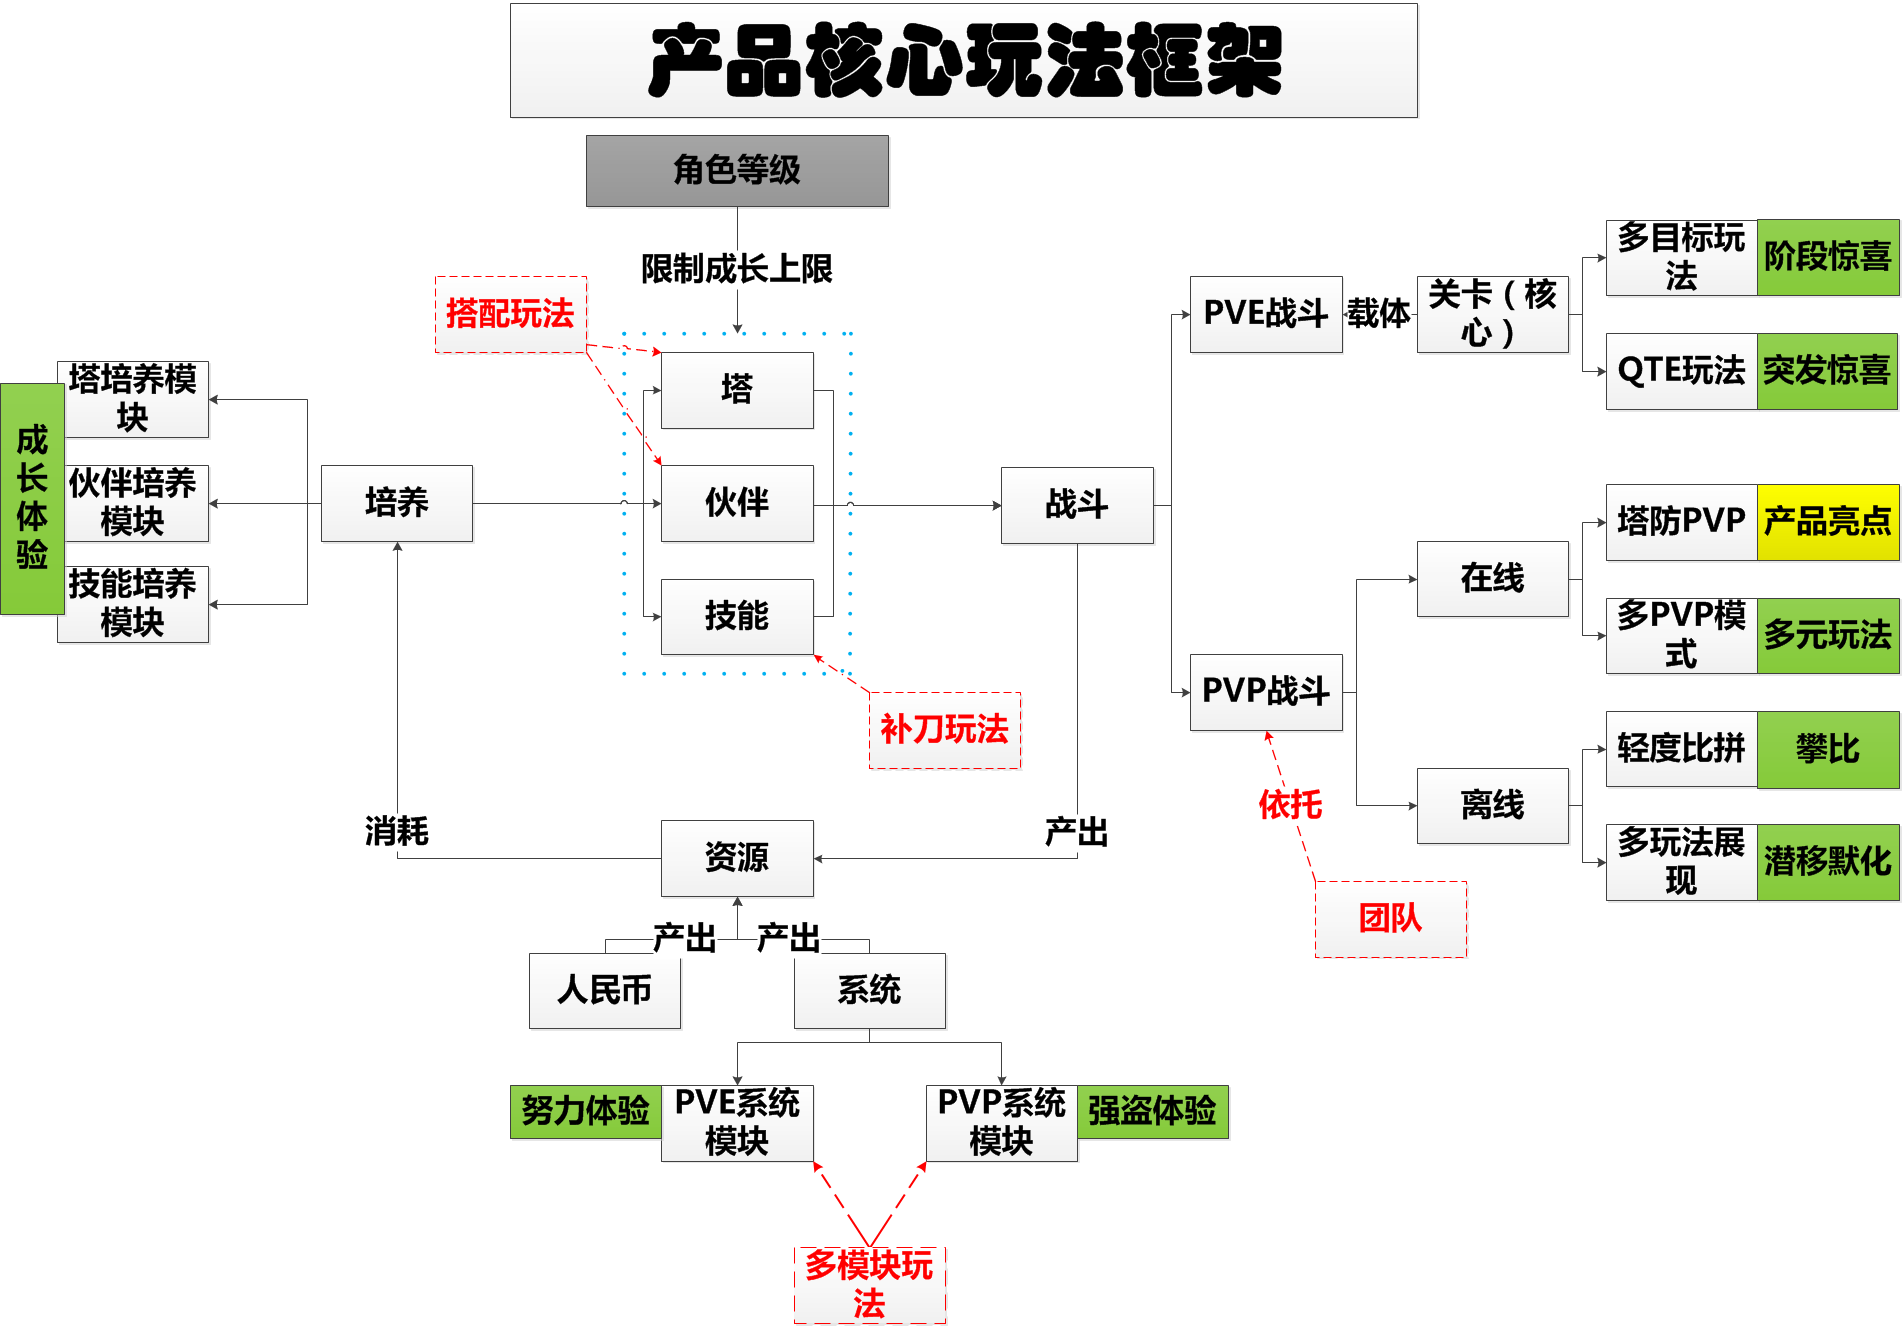 产品核心玩法框架
角色等级
限制成长上限
搭配玩法
塔
伙伴
技能
补刀玩法
成
长
体
验
塔培养模
块
伙伴培养
模块
技能培养
模块
培养
消耗
战斗
产出
资源
产出
产出
人民币
系统
努力体验
PVE系统
模块
PVP系统
模块
强盗体验
多模块玩
法
PVE战斗
载体
关卡（核
心）
多目标玩
法
阶段惊喜
QTE玩法
突发惊喜
PVP战斗
依托
团队
在线
塔防PVP
产品亮点
多PVP模
式
多元玩法
离线
轻度比拼
攀比
多玩法展
现
潜移默化